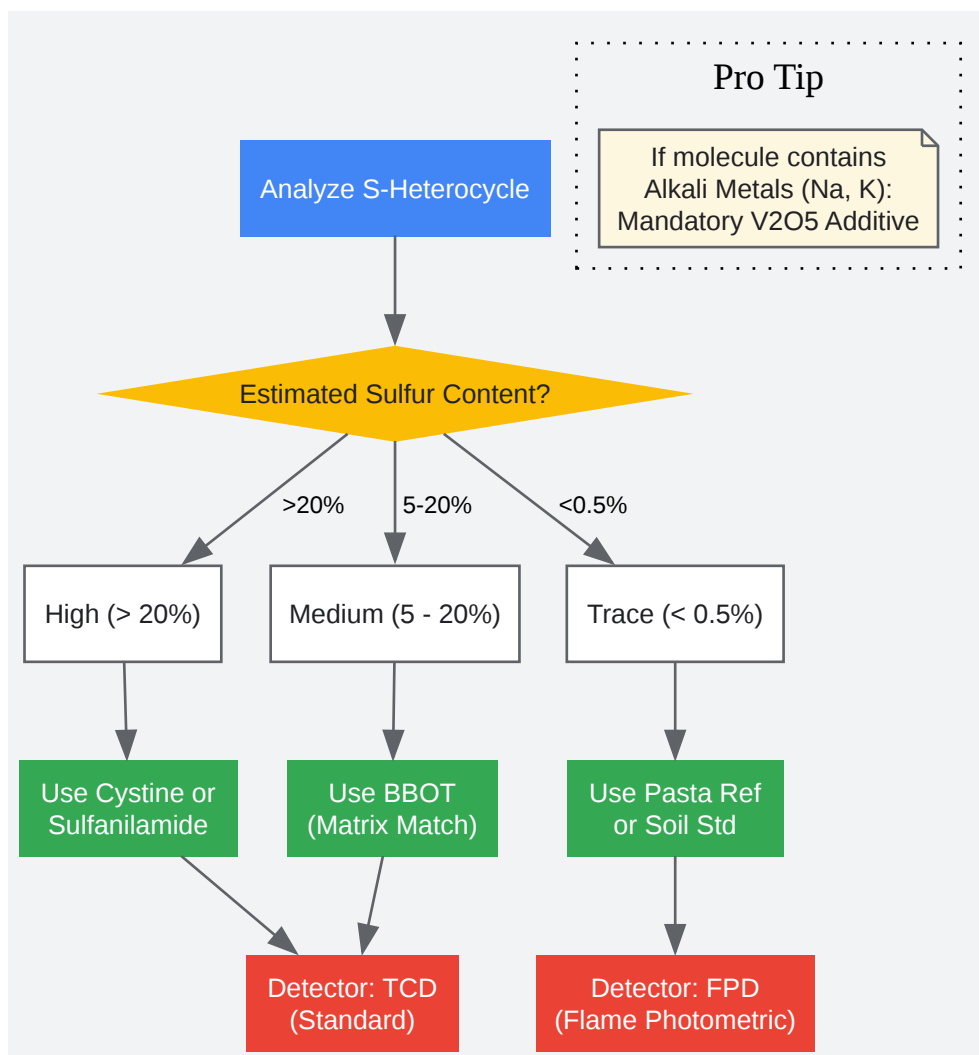 Pro Tip
If molecule contains
Alkali Metals (Na, K):
Mandatory V2O5 Additive
Analyze S-Heterocycle
Estimated Sulfur Content?
>20%
5-20%
<0.5%
High (> 20%)
Medium (5 - 20%)
Trace (< 0.5%)
Use Cystine or
Sulfanilamide
Use BBOT
(Matrix Match)
Use Pasta Ref
or Soil Std
Detector: TCD
(Standard)
Detector: FPD
(Flame Photometric)